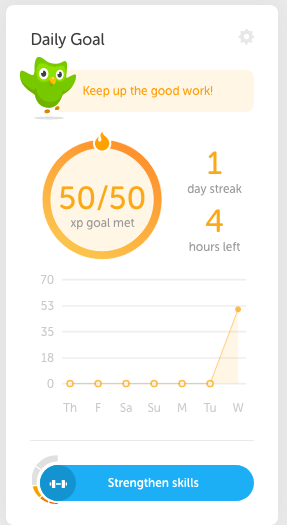 Daily Goal
Keep up the good work!
50/50
xp goal met
1
day streak
4
hours left
70
53
35
18
0
Th F Sa Su M Tu W
Strengthen skills